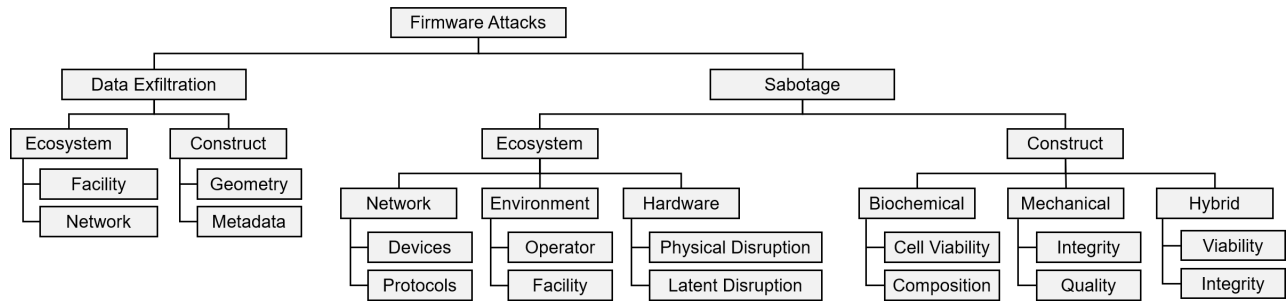 Firmware Attacks
Data Exfiltration
Sabotage
Ecosystem
Construct
Ecosystem
Construct
Facility
Geometry
Network
Metadata
Network
Environment
Hardware
Biochemical
Mechanical
Hybrid
Devices
Operator
Physical Disruption
Cell Viability
Integrity
Viability
Protocols
Facility
Latent Disruption
Composition
Quality
Integrity